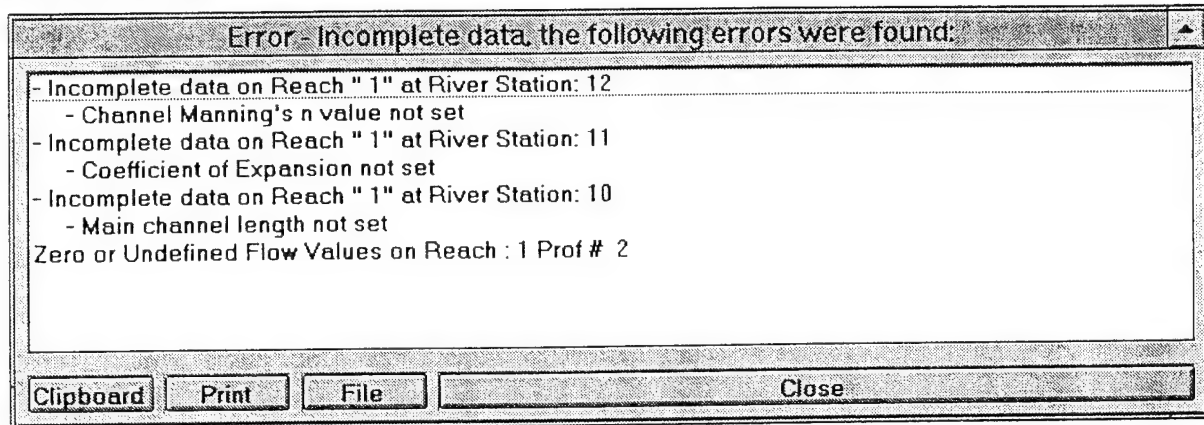 Error - Incomplete data, the following errors were found:
- Incomplete data on Reach " 1" at River Station: 12
- Channel Manning's n value not set
- Incomplete data on Reach " 1" at River Station: 11
- Coefficient of Expansion not set
- Incomplete data on Reach " 1" at River Station: 10
- Main channel length not set
Zero or Undefined Flow Values on Reach : 1 Prof # 2
Clipboard Print File Close